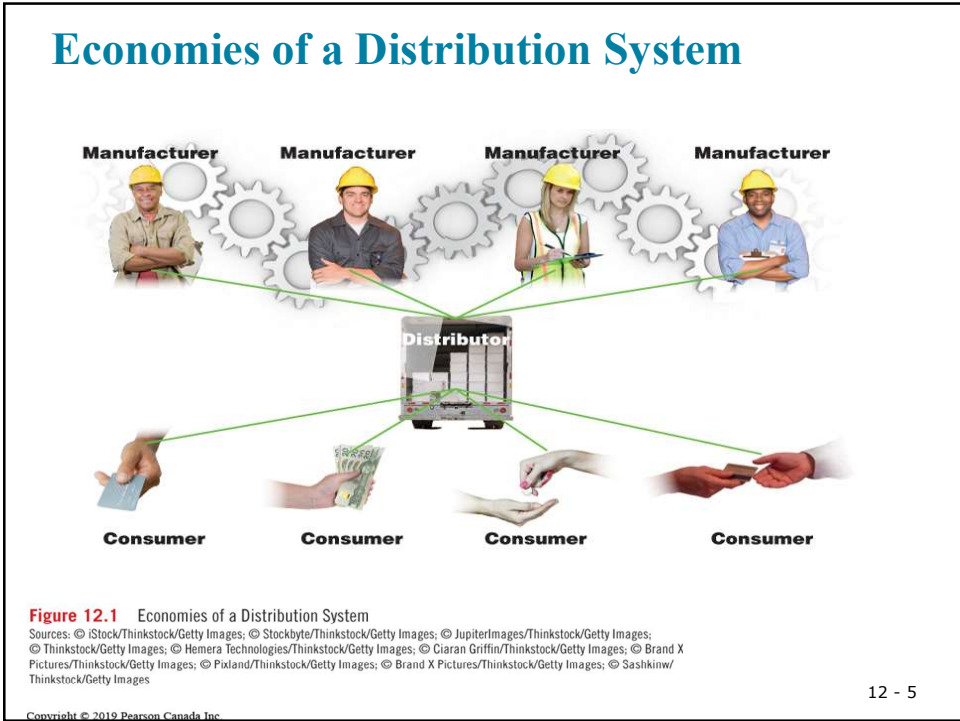 Economies of a Distribution System
Manufacturer Manufacturer Manufacturer Manufacturer
Distributor
Consumer Consumer Consumer Consumer
Figure 12.1 Economies of a Distribution System
Sources: © iStock/Thinkstock/Getty Images; © Stockbyte/Thinkstock/Getty Images; © JupiterImages/Thinkstock/Getty Images;
© Thinkstock/Getty Images; © Hemera Technologies/Thinkstock/Getty Images; © Ciaran Griffin/Thinkstock/Getty Images; © Brand X
Pictures/Thinkstock/Getty Images; © Pixland/Thinkstock/Getty Images; © Brand X Pictures/Thinkstock/Getty Images; © Sashkinw/
Thinkstock/Getty Images
12 - 5
Copyright © 2019 Pearson Canada Inc.